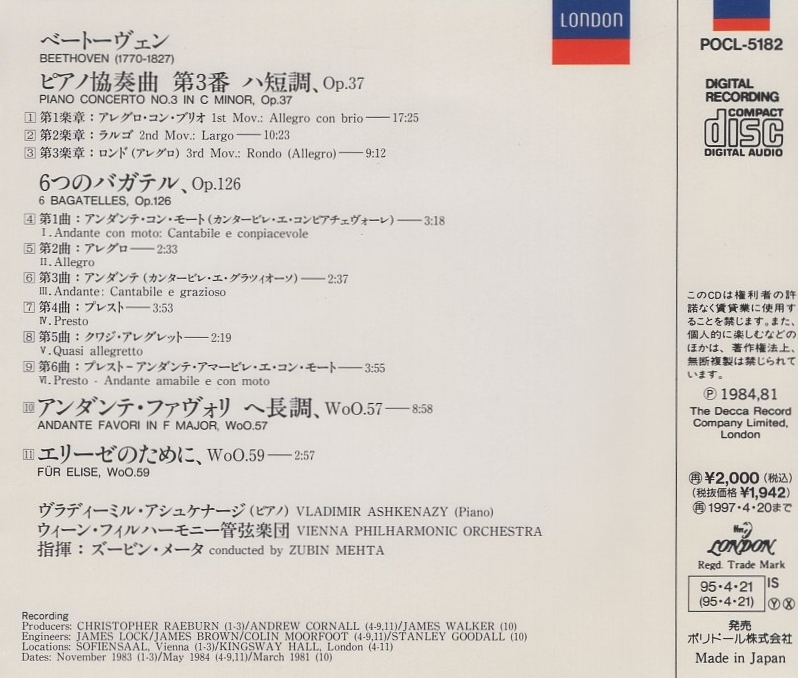 ベートーヴェン
BEETHOVEN (1770-1827)
ピアノ協奏曲 第3番 ハ短調、Op.37
PIANO CONCERTO NO.3 IN C MINOR, Op.37
1 第1楽章：アレグロ・コン・ブリオ 1st Mov.: Allegro con brio——17:25
2 第2楽章：ラルゴ 2nd Mov.: Largo——10:23
3 第3楽章：ロンド（アレグロ）3rd Mov.: Rondo (Allegro)——9:12
6つのバガテル、Op.126
6 BAGATELLES, Op.126
4 第1曲：アンダンテ・コン・モート（カンタービレ・エ・コンピアチェヴォーレ）——3:18
I. Andante con moto: Cantabile e conpiacevole
5 第2曲：アレグロ——2:33
II. Allegro
6 第3曲：アンダンテ（カンタービレ・エ・グラツィオーソ）——2:37
III. Andante: Cantabile e grazioso
7 第4曲：プレスト——3:53
IV. Presto
8 第5曲：クワジ・アレグレット——2:19
V. Quasi allegretto
9 第6曲：プレスト－アンダンテ・アマービレ・エ・コン・モート——3:55
VI. Presto - Andante amabile e con moto
10 アンダンテ・ファヴォリ ヘ長調、WoO.57——8:58
ANDANTE FAVORI IN F MAJOR, WoO.57
11 エリーゼのために、WoO.59——2:57
FÜR ELISE, WoO.59
ヴラディーミル・アシュケナージ（ピアノ）VLADIMIR ASHKENAZY (Piano)
ウィーン・フィルハーモニー管弦楽団 VIENNA PHILHARMONIC ORCHESTRA
指揮：ズービン・メータ conducted by ZUBIN MEHTA
Recording
Producers: CHRISTOPHER RAEBURN (1-3)/ANDREW CORNALL (4-9,11)/JAMES WALKER (10)
Engineers: JAMES LOCK/JAMES BROWN/COLIN MOORFOOT (4-9,11)/STANLEY GOODALL (10)
Locations: SOFIENSAAL, Vienna (1-3)/KINGSWAY HALL, London (4-11)
Dates: November 1983 (1-3)/May 1984 (4-9,11)/March 1981 (10)
LONDON
POCL-5182
DIGITAL
RECORDING
COMPACT
disc
DIGITAL AUDIO
このCDは権利者の許
諾なく賃貸業に使用す
ることを禁じます。また、
個人的に楽しむなどの
ほかは、著作権法上、
無断複製は禁じられて
います。
Ⓟ 1984,81
The Decca Record
Company Limited,
London
再 ¥2,000（税込）
（税抜価格 ¥1,942）
再 1997・4・20まで
LONDON
Regd. Trade Mark
95・4・21 IS
(95・4・21) Ⓨ Ⓧ
発売
ポリドール株式会社
Made in Japan